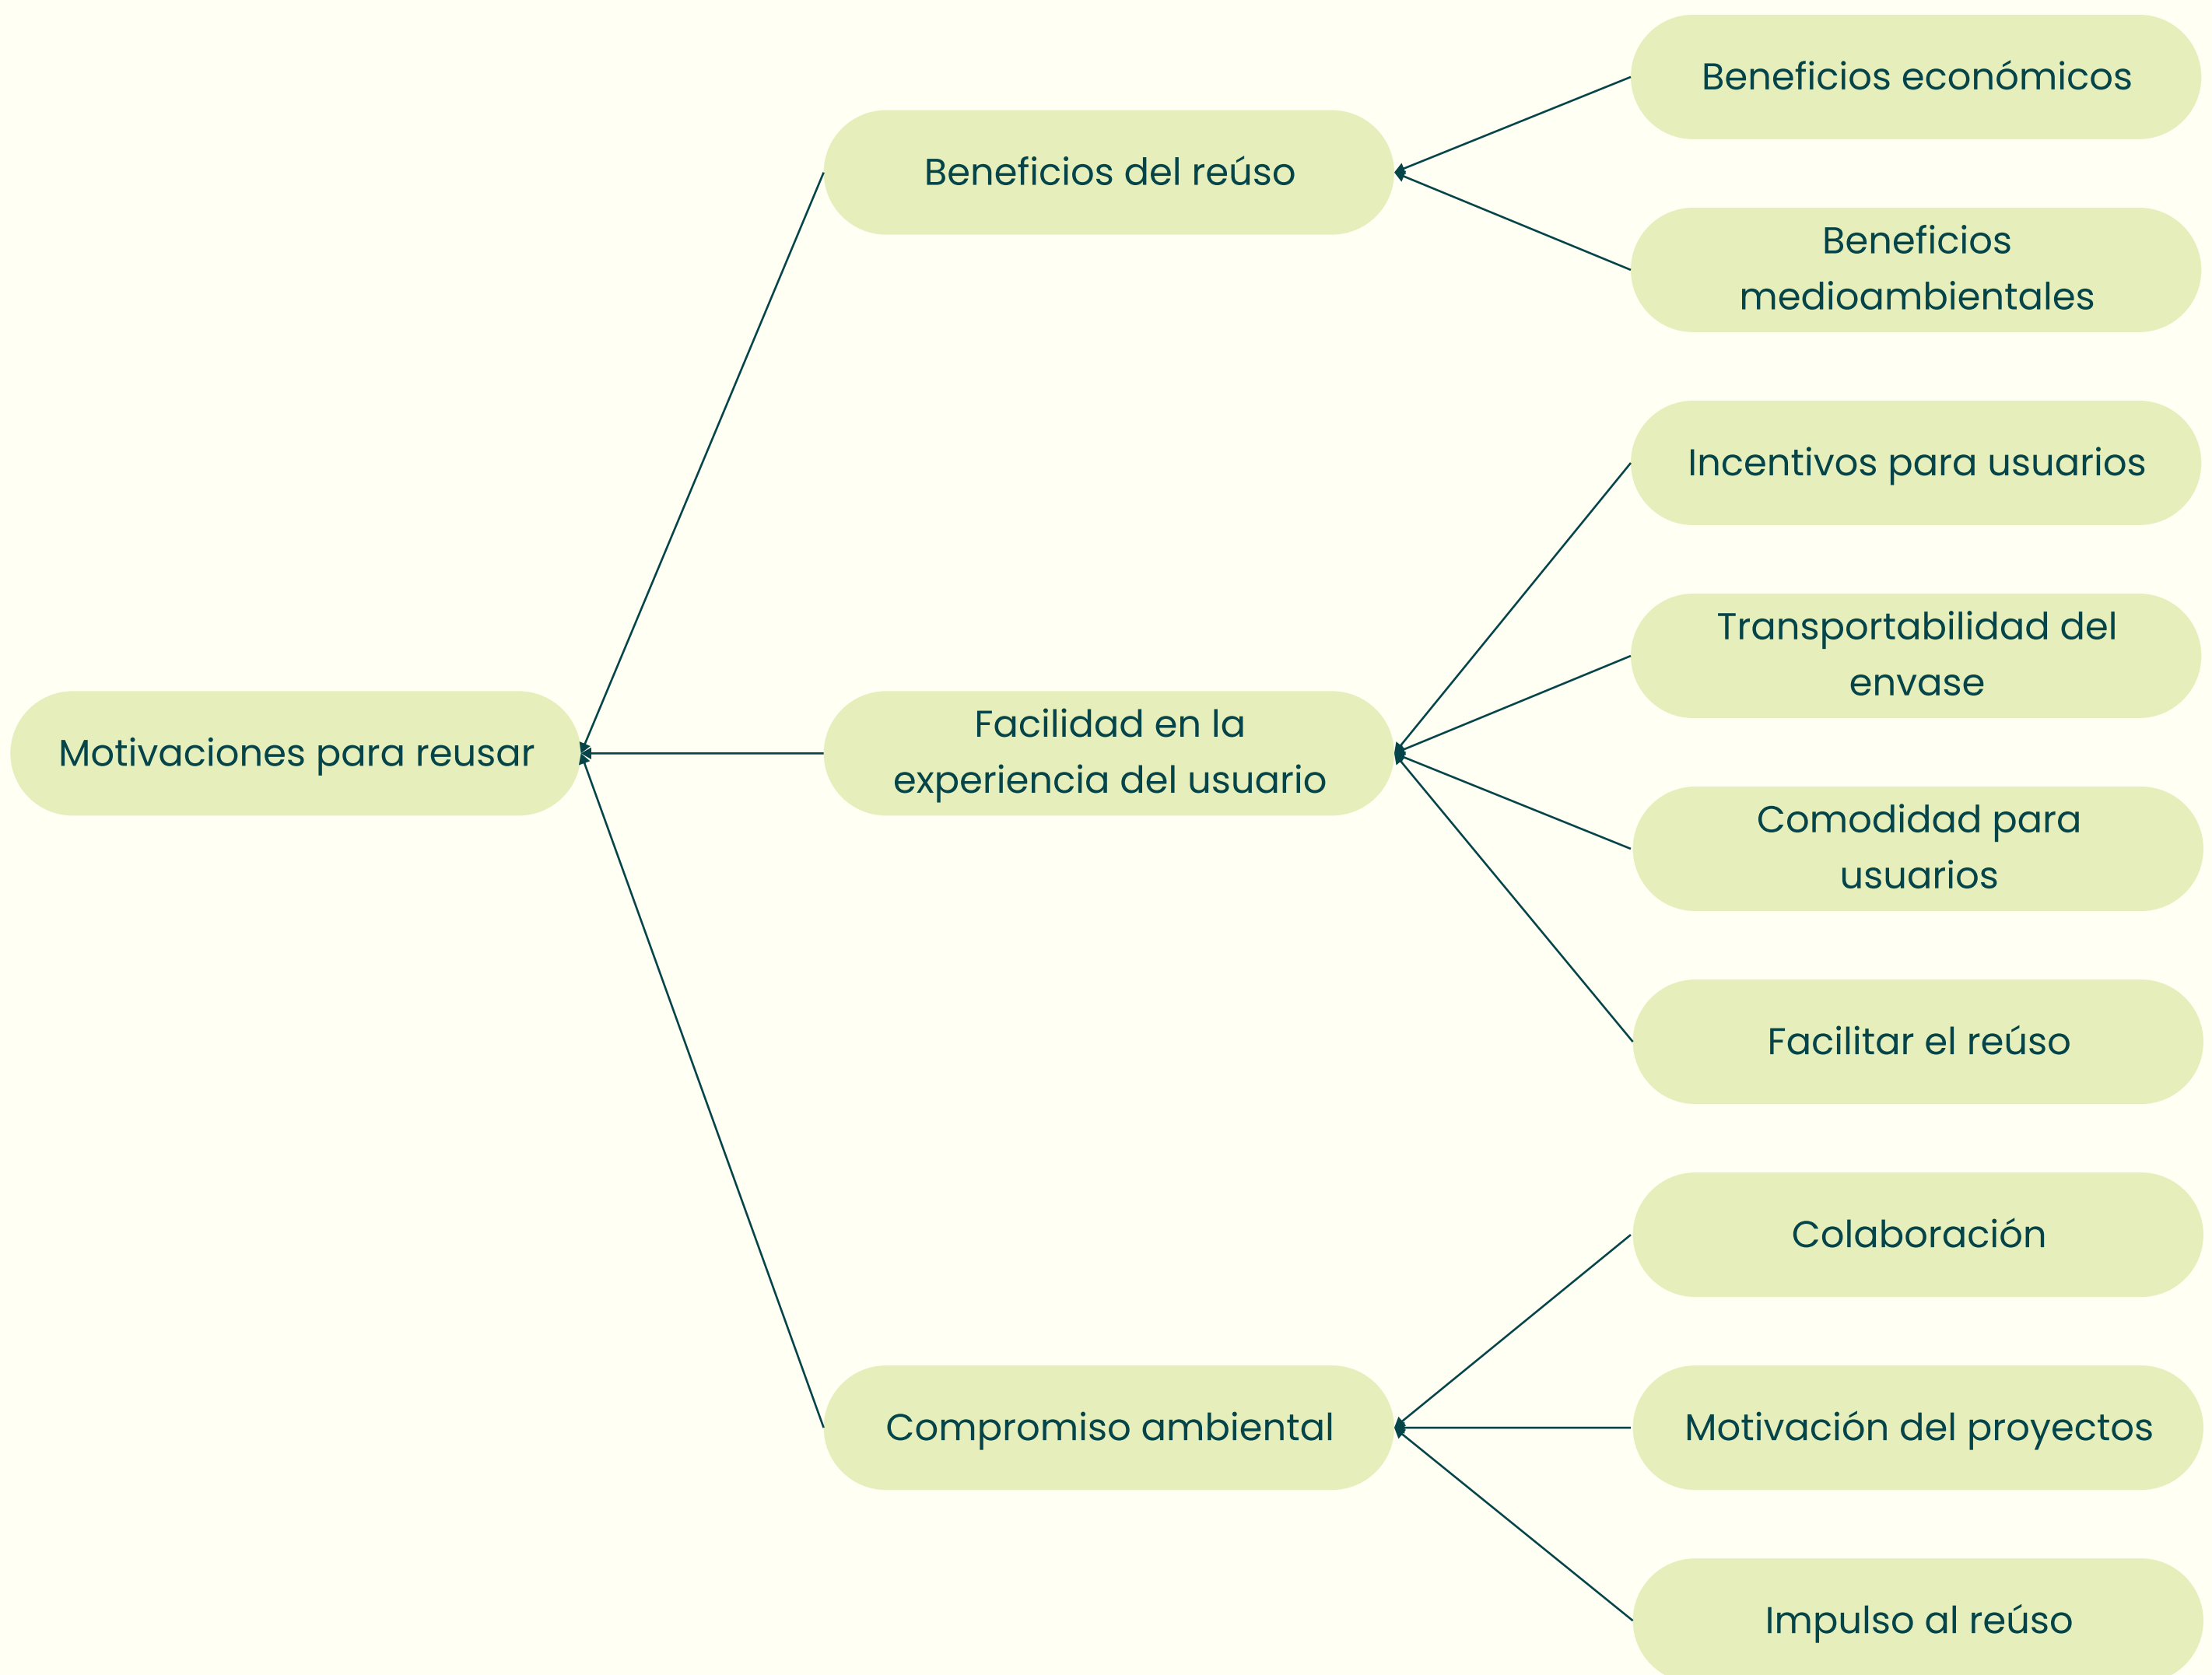 Motivaciones para reusar
Beneficios del reúso
Facilidad en la
experiencia del usuario
Compromiso ambiental
Beneficios económicos
Beneficios
medioambientales
Incentivos para usuarios
Transportabilidad del
envase
Comodidad para
usuarios
Facilitar el reúso
Colaboración
Motivación del proyectos
Impulso al reúso